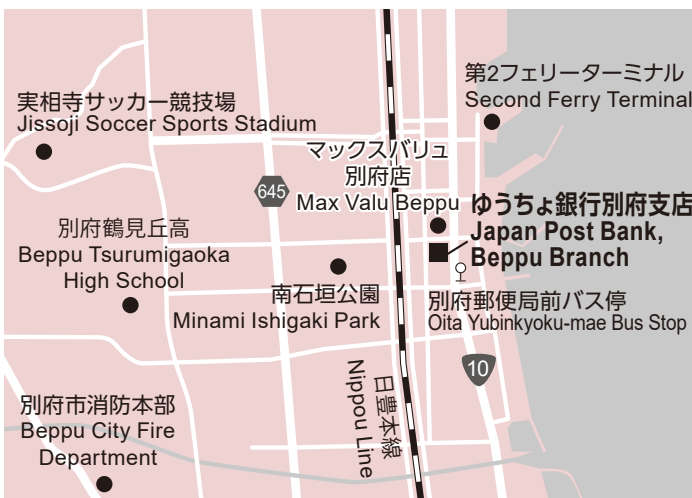 第2フェリーターミナル
Second Ferry Terminal
実相寺サッカー競技場
Jissoji Soccer Sports Stadium
マックスバリュ
別府店
Max Valu Beppu
645
ゆうちょ銀行別府支店
Japan Post Bank,
Beppu Branch
別府鶴見丘高
Beppu Tsurumigaoka
High School
南石垣公園
Minami Ishigaki Park
別府郵便局前バス停
Oita Yubinkyoku-mae Bus Stop
10
日豊本線
Nippou Line
別府市消防本部
Beppu City Fire
Department